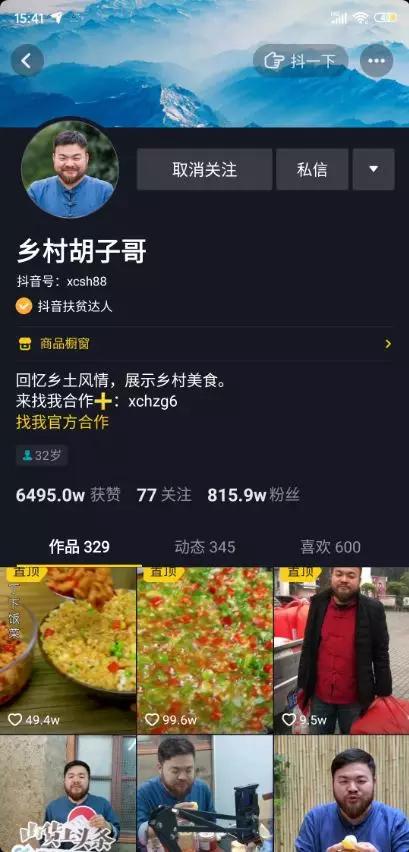 15:41
抖一下
取消关注
私信
乡村胡子哥
抖音号：xcsh88
抖音扶贫达人
商品橱窗
回忆乡土风情，展示乡村美食。
来找我合作➕：xchzg6
找我官方合作
32岁
6495.0w 获赞 77 关注 815.9w 粉丝
作品 329 动态 345 喜欢 600
置顶 置顶 置顶
下饭菜
49.4w 99.6w 9.5w